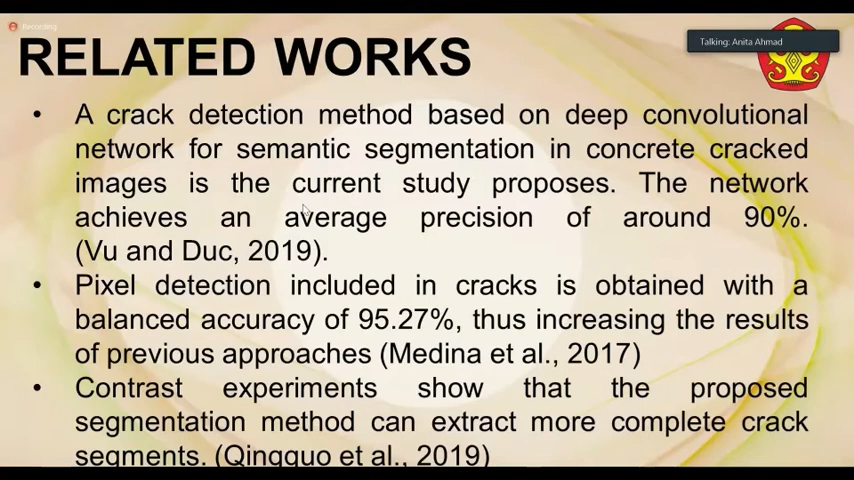 Recording
RELATED WORKS
Talking: Anita Ahmad
• A crack detection method based on deep convolutional
network for semantic segmentation in concrete cracked
images is the current study proposes. The network
achieves an average precision of around 90%.
(Vu and Duc, 2019).
• Pixel detection included in cracks is obtained with a
balanced accuracy of 95.27%, thus increasing the results
of previous approaches (Medina et al., 2017)
• Contrast experiments show that the proposed
segmentation method can extract more complete crack
segments. (Qingguo et al., 2019)